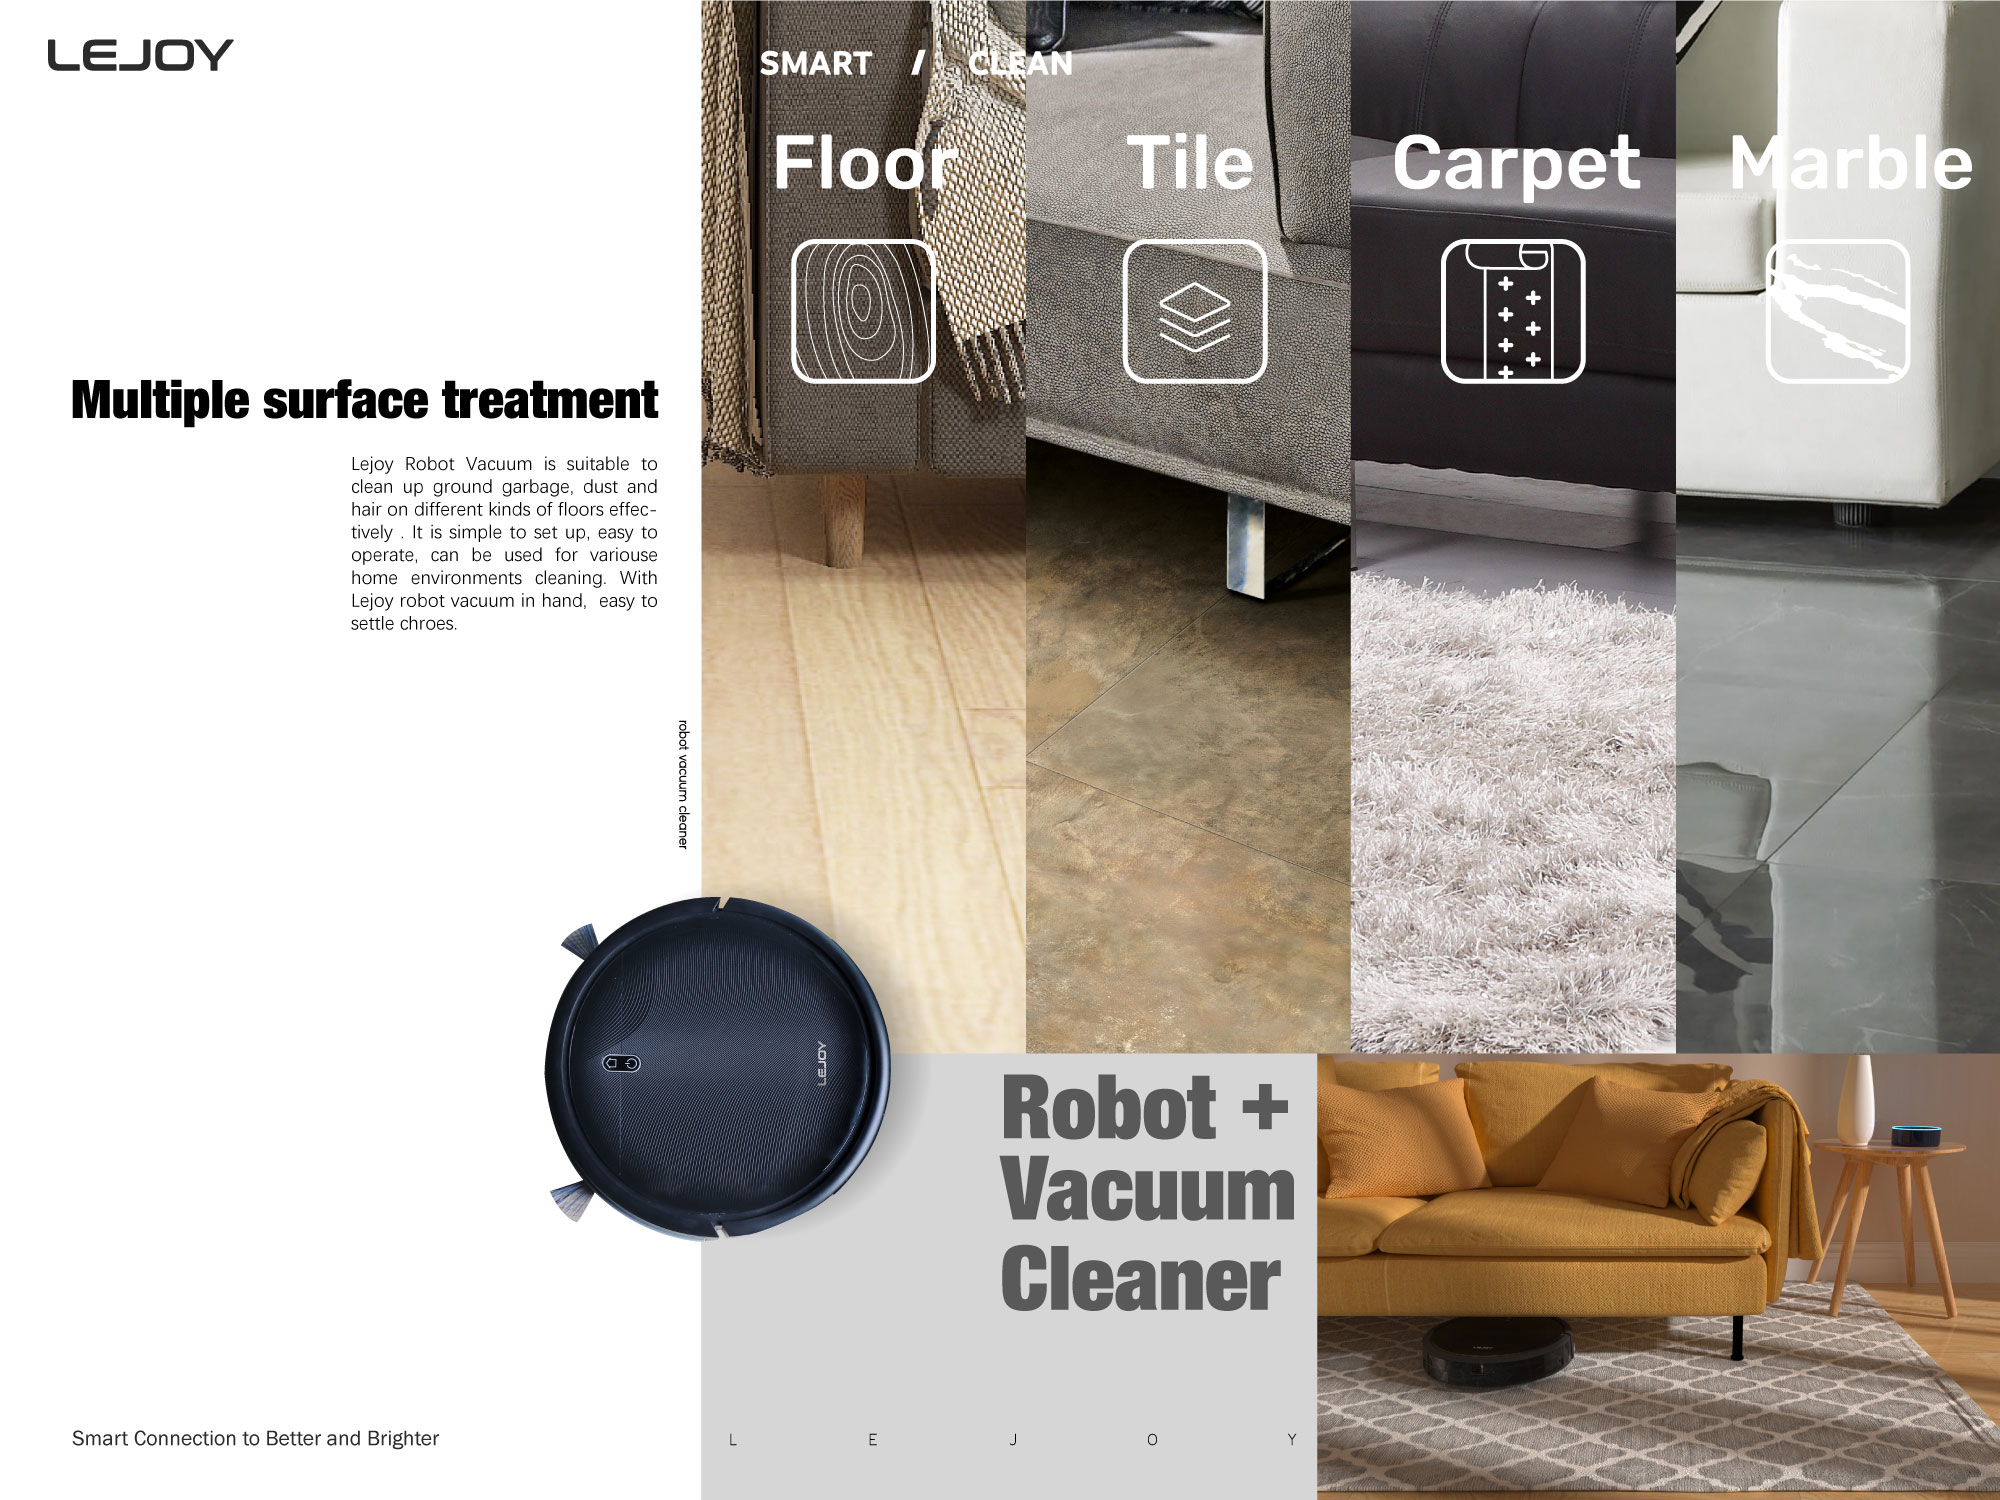 LEJOY
SMART / CLEAN
Floor
Tile
Carpet
Marble
Multiple surface treatment
Lejoy Robot Vacuum is suitable to
clean up ground garbage, dust and
hair on different kinds of floors effec-
tively . It is simple to set up, easy to
operate, can be used for variouse
home environments cleaning. With
Lejoy robot vacuum in hand, easy to
settle chroes.
robot vacuum cleaner
LEJOY
Robot +
Vacuum
Cleaner
Smart Connection to Better and Brighter
L E J O Y